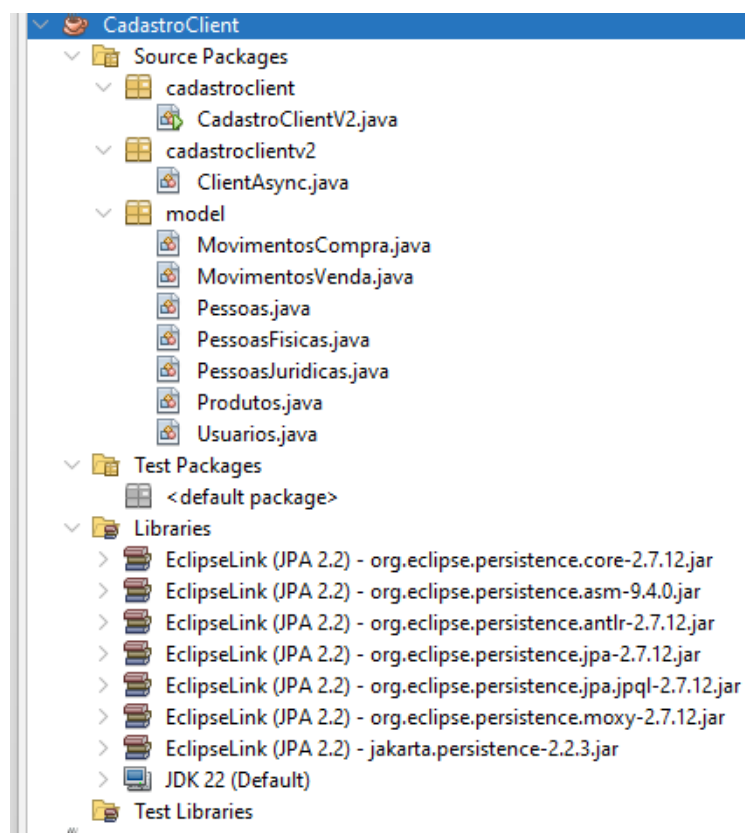 CadastroClient
Source Packages
cadastroclient
CadastroClientV2.java
cadastroclientv2
ClientAsync.java
model
MovimentosCompra.java
MovimentosVenda.java
Pessoas.java
PessoasFisicas.java
PessoasJuridicas.java
Produtos.java
Usuarios.java
Test Packages
<default package>
Libraries
EclipseLink (JPA 2.2) - org.eclipse.persistence.core-2.7.12.jar
EclipseLink (JPA 2.2) - org.eclipse.persistence.asm-9.4.0.jar
EclipseLink (JPA 2.2) - org.eclipse.persistence.antlr-2.7.12.jar
EclipseLink (JPA 2.2) - org.eclipse.persistence.jpa-2.7.12.jar
EclipseLink (JPA 2.2) - org.eclipse.persistence.jpa.jpql-2.7.12.jar
EclipseLink (JPA 2.2) - org.eclipse.persistence.moxy-2.7.12.jar
EclipseLink (JPA 2.2) - jakarta.persistence-2.2.3.jar
JDK 22 (Default)
Test Libraries